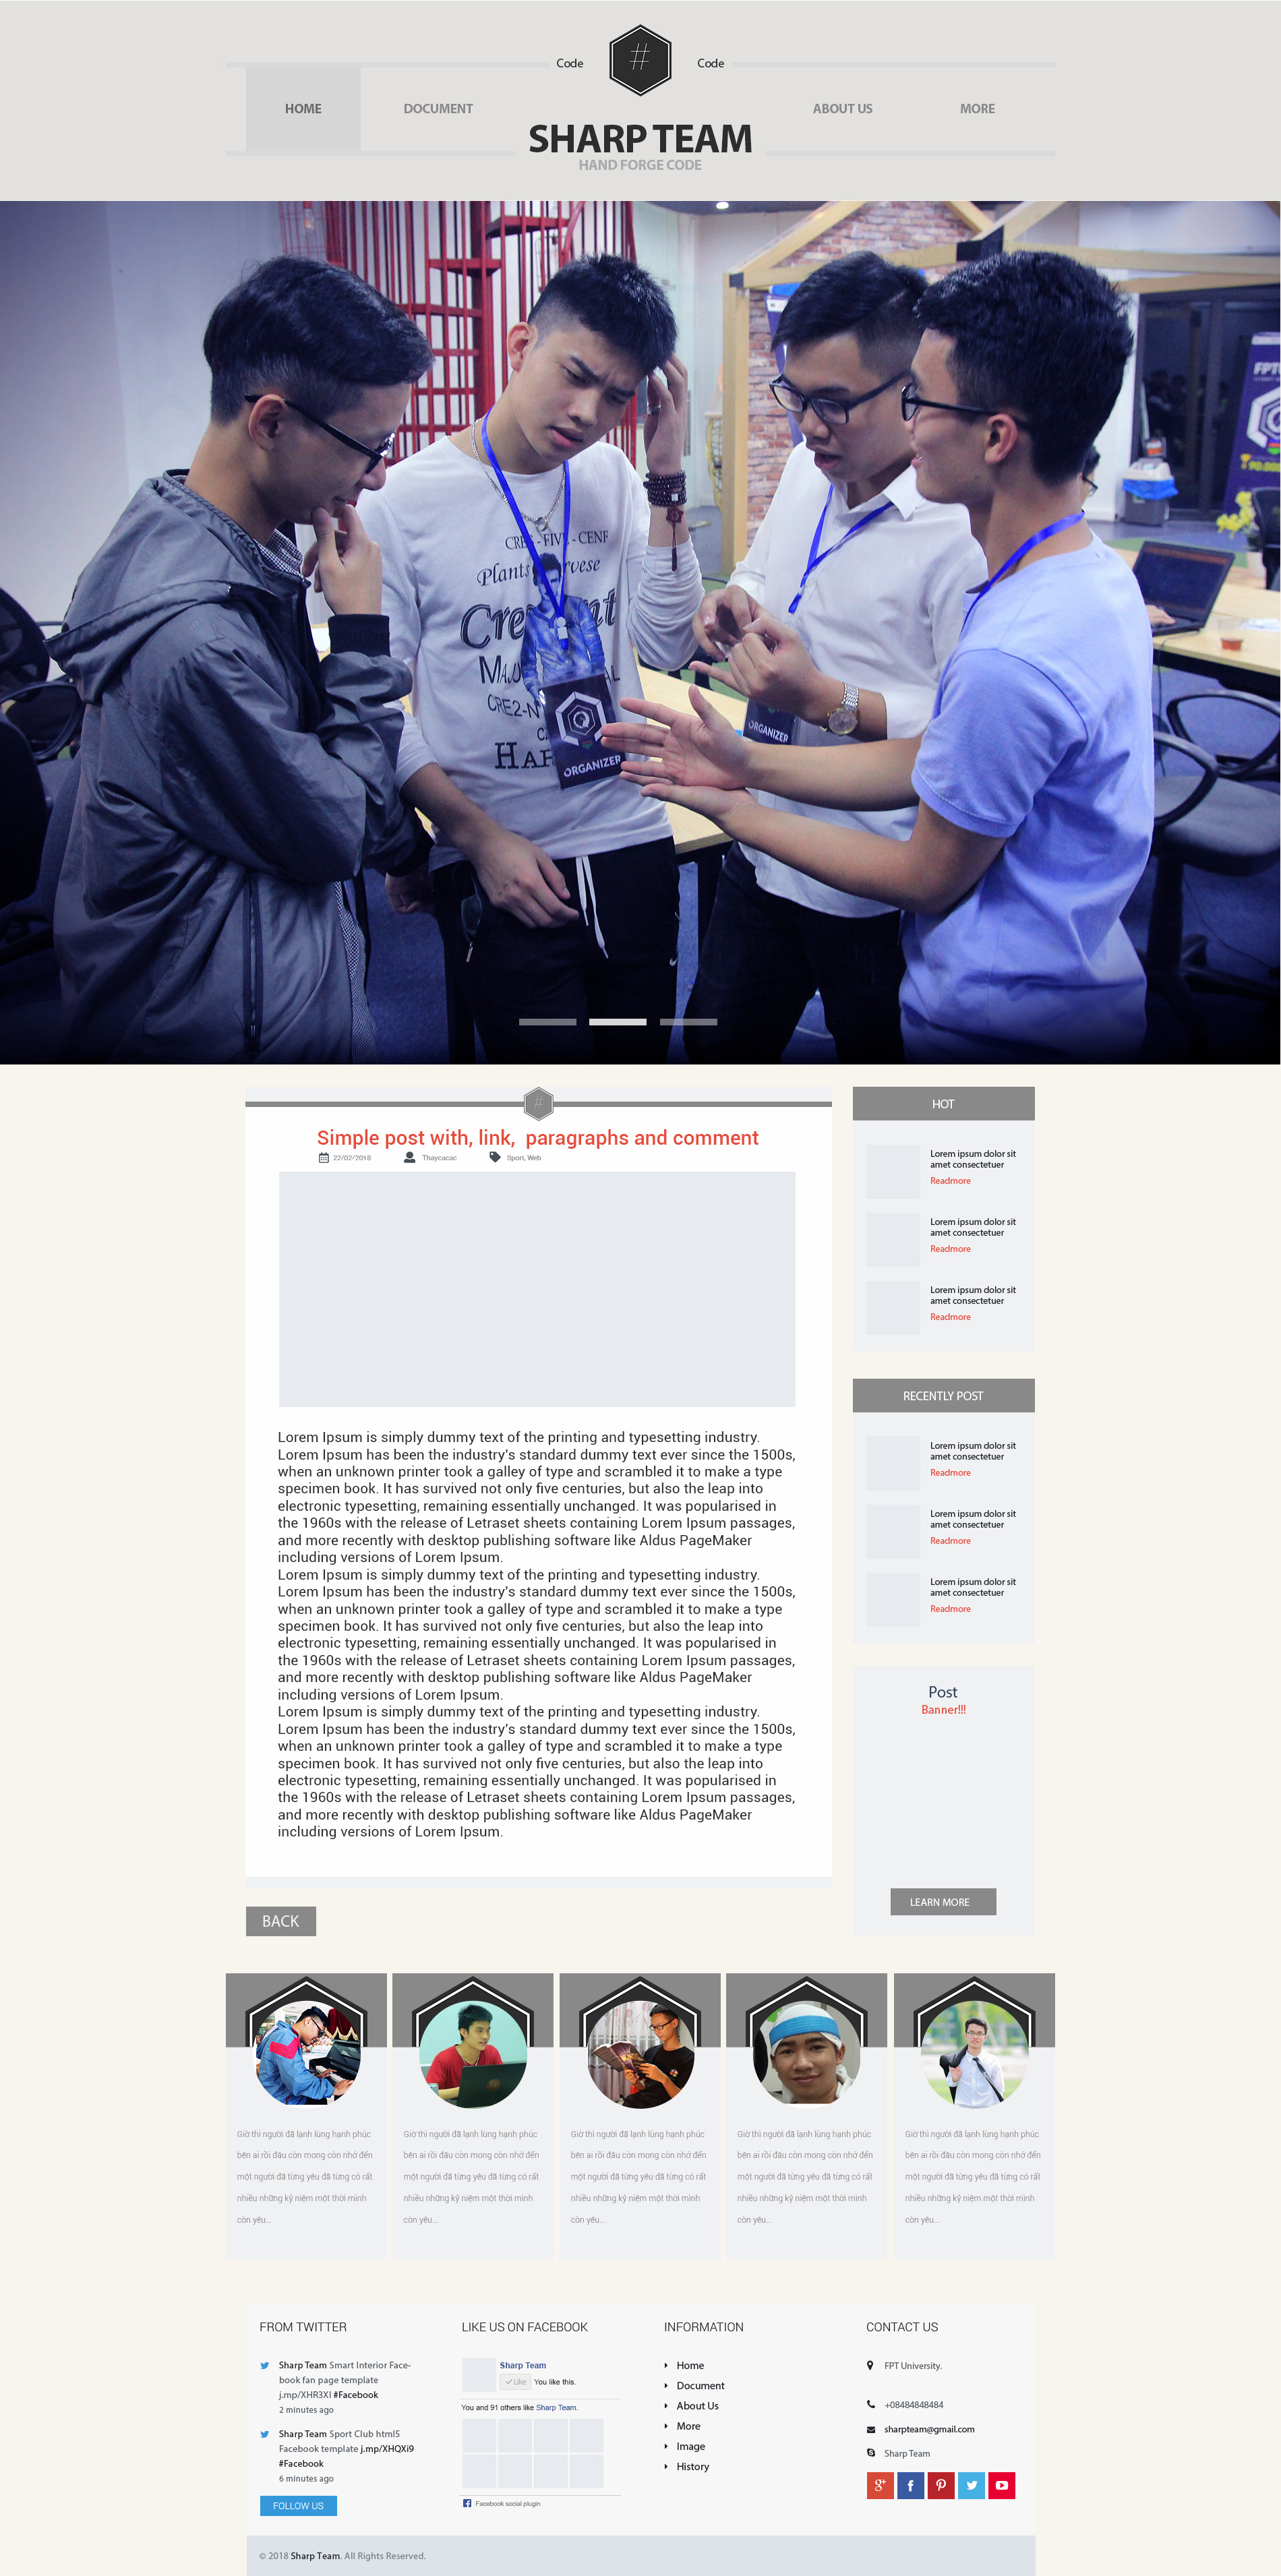 Code
#
Code
HOME
DOCUMENT
ABOUT US
MORE
SHARP TEAM
HAND FORGE CODE
FPTU
CRES - FIVE - CENF
Plants
CRE2-N
ORGANIZER
ORGANIZER
#
Simple post with, link,  paragraphs and comment
22/02/2018
Thaycacac
Sport, Web
Lorem Ipsum is simply dummy text of the printing and typesetting industry.
Lorem Ipsum has been the industry's standard dummy text ever since the 1500s,
when an unknown printer took a galley of type and scrambled it to make a type
specimen book. It has survived not only five centuries, but also the leap into
electronic typesetting, remaining essentially unchanged. It was popularised in
the 1960s with the release of Letraset sheets containing Lorem Ipsum passages,
and more recently with desktop publishing software like Aldus PageMaker
including versions of Lorem Ipsum.
Lorem Ipsum is simply dummy text of the printing and typesetting industry.
Lorem Ipsum has been the industry's standard dummy text ever since the 1500s,
when an unknown printer took a galley of type and scrambled it to make a type
specimen book. It has survived not only five centuries, but also the leap into
electronic typesetting, remaining essentially unchanged. It was popularised in
the 1960s with the release of Letraset sheets containing Lorem Ipsum passages,
and more recently with desktop publishing software like Aldus PageMaker
including versions of Lorem Ipsum.
Lorem Ipsum is simply dummy text of the printing and typesetting industry.
Lorem Ipsum has been the industry's standard dummy text ever since the 1500s,
when an unknown printer took a galley of type and scrambled it to make a type
specimen book. It has survived not only five centuries, but also the leap into
electronic typesetting, remaining essentially unchanged. It was popularised in
the 1960s with the release of Letraset sheets containing Lorem Ipsum passages,
and more recently with desktop publishing software like Aldus PageMaker
including versions of Lorem Ipsum.
BACK
HOT
Lorem ipsum dolor sit
amet consectetuer
Readmore
Lorem ipsum dolor sit
amet consectetuer
Readmore
Lorem ipsum dolor sit
amet consectetuer
Readmore
RECENTLY POST
Lorem ipsum dolor sit
amet consectetuer
Readmore
Lorem ipsum dolor sit
amet consectetuer
Readmore
Lorem ipsum dolor sit
amet consectetuer
Readmore
Post
Banner!!!
LEARN MORE
Giờ thì người đã lạnh lùng hạnh phúc
bên ai rồi đâu còn mong còn nhớ đến
một người đã từng yêu đã từng có rất
nhiều những kỷ niệm một thời mình
còn yêu...
Giờ thì người đã lạnh lùng hạnh phúc
bên ai rồi đâu còn mong còn nhớ đến
một người đã từng yêu đã từng có rất
nhiều những kỷ niệm một thời mình
còn yêu...
Giờ thì người đã lạnh lùng hạnh phúc
bên ai rồi đâu còn mong còn nhớ đến
một người đã từng yêu đã từng có rất
nhiều những kỷ niệm một thời mình
còn yêu...
Giờ thì người đã lạnh lùng hạnh phúc
bên ai rồi đâu còn mong còn nhớ đến
một người đã từng yêu đã từng có rất
nhiều những kỷ niệm một thời mình
còn yêu...
Giờ thì người đã lạnh lùng hạnh phúc
bên ai rồi đâu còn mong còn nhớ đến
một người đã từng yêu đã từng có rất
nhiều những kỷ niệm một thời mình
còn yêu...
FROM TWITTER
Sharp Team Smart Interior Face-
book fan page template
j.mp/XHR3XI #Facebook
2 minutes ago
Sharp Team Sport Club html5
Facebook template j.mp/XHQXi9
#Facebook
6 minutes ago
FOLLOW US
LIKE US ON FACEBOOK
Sharp Team
Like
You like this.
You and 91 others like Sharp Team.
Facebook social plugin
INFORMATION
Home
Document
About Us
More
Image
History
CONTACT US
FPT University.
+08484848484
sharpteam@gmail.com
Sharp Team
© 2018 Sharp Team. All Rights Reserved.